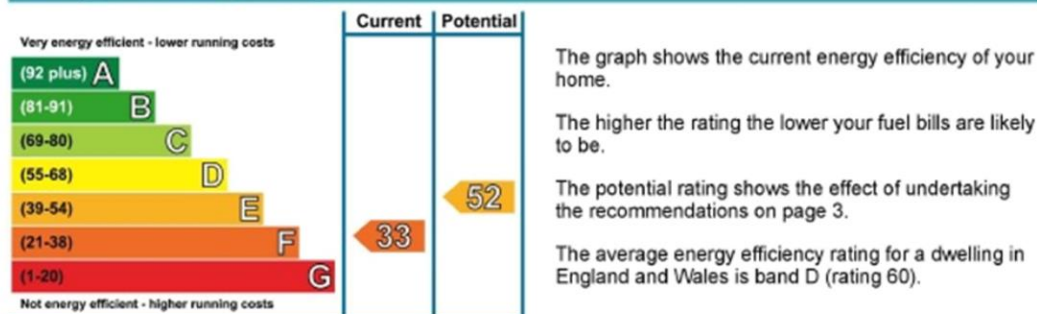 Current Potential
Very energy efficient - lower running costs
(92 plus) A
(81-91) B
(69-80) C
(55-68) D
(39-54) E
(21-38) F
(1-20) G
Not energy efficient - higher running costs
33
52
The graph shows the current energy efficiency of your
home.
The higher the rating the lower your fuel bills are likely
to be.
The potential rating shows the effect of undertaking
the recommendations on page 3.
The average energy efficiency rating for a dwelling in
England and Wales is band D (rating 60).